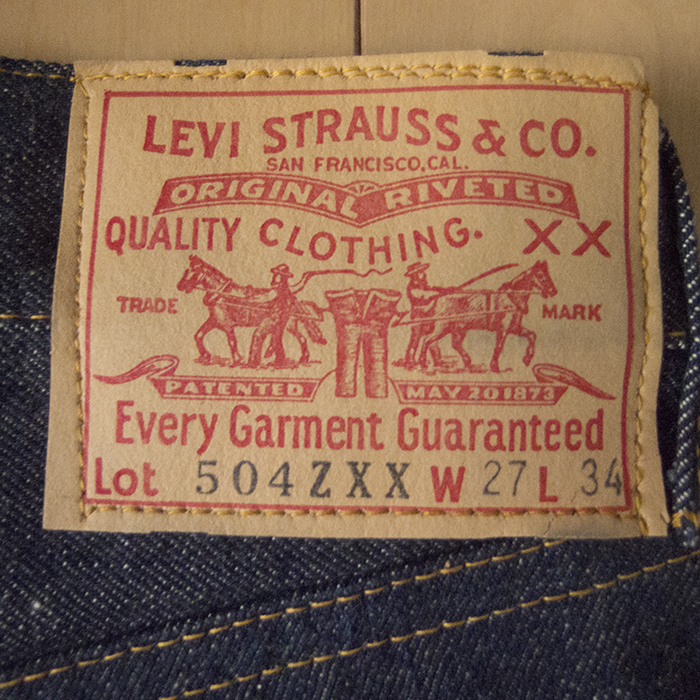 LEVI STRAUSS & CO.
SAN FRANCISCO, CAL.
ORIGINAL RIVETED
QUALITY CLOTHING. XX
TRADE MARK
PATENTED MAY 20 1873
Every Garment Guaranteed
Lot 504ZXX W 27 L 34